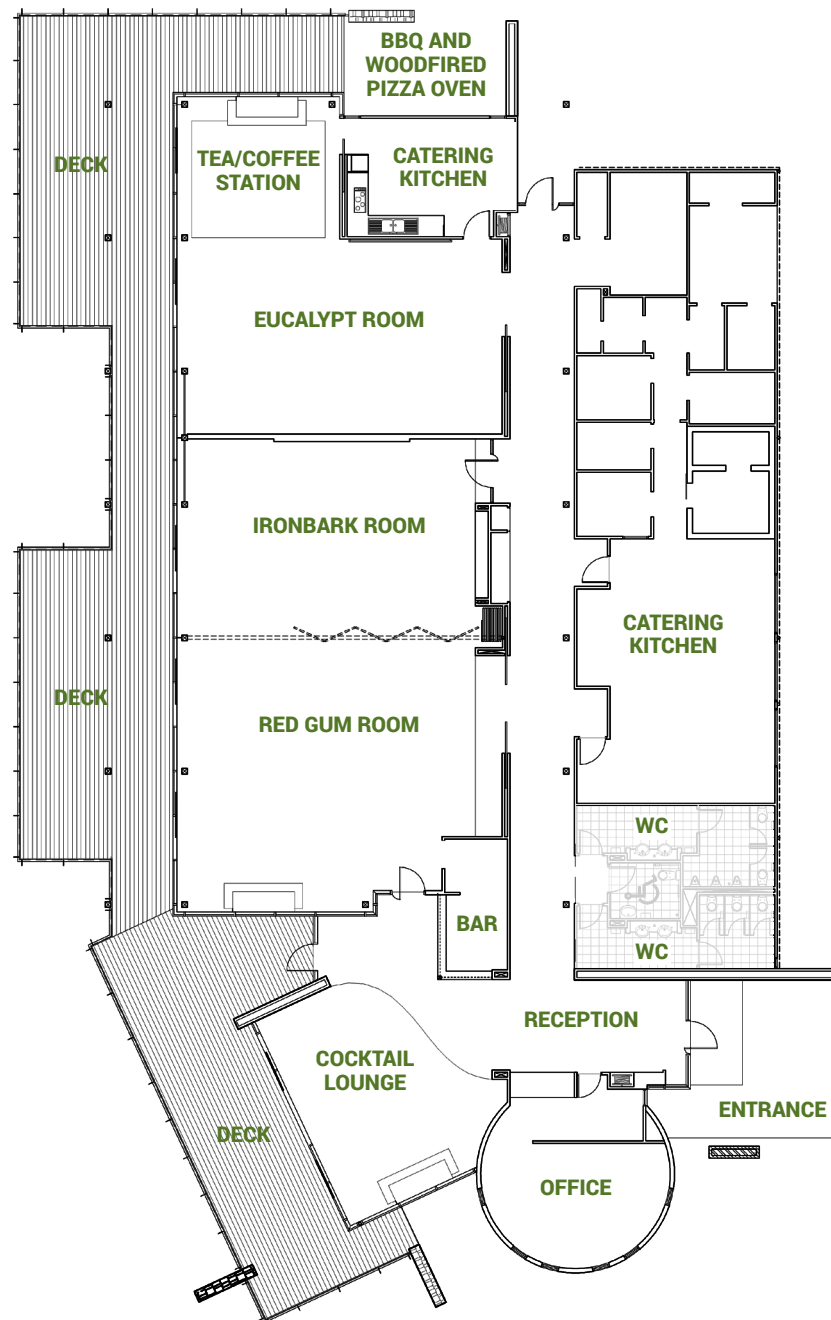 BBQ AND
WOODFIRED
PIZZA OVEN
DECK
TEA/COFFEE
STATION
CATERING
KITCHEN
EUCALYPT ROOM
IRONBARK ROOM
CATERING
KITCHEN
DECK
RED GUM ROOM
WC
BAR
WC
RECEPTION
COCKTAIL
LOUNGE
ENTRANCE
DECK
OFFICE